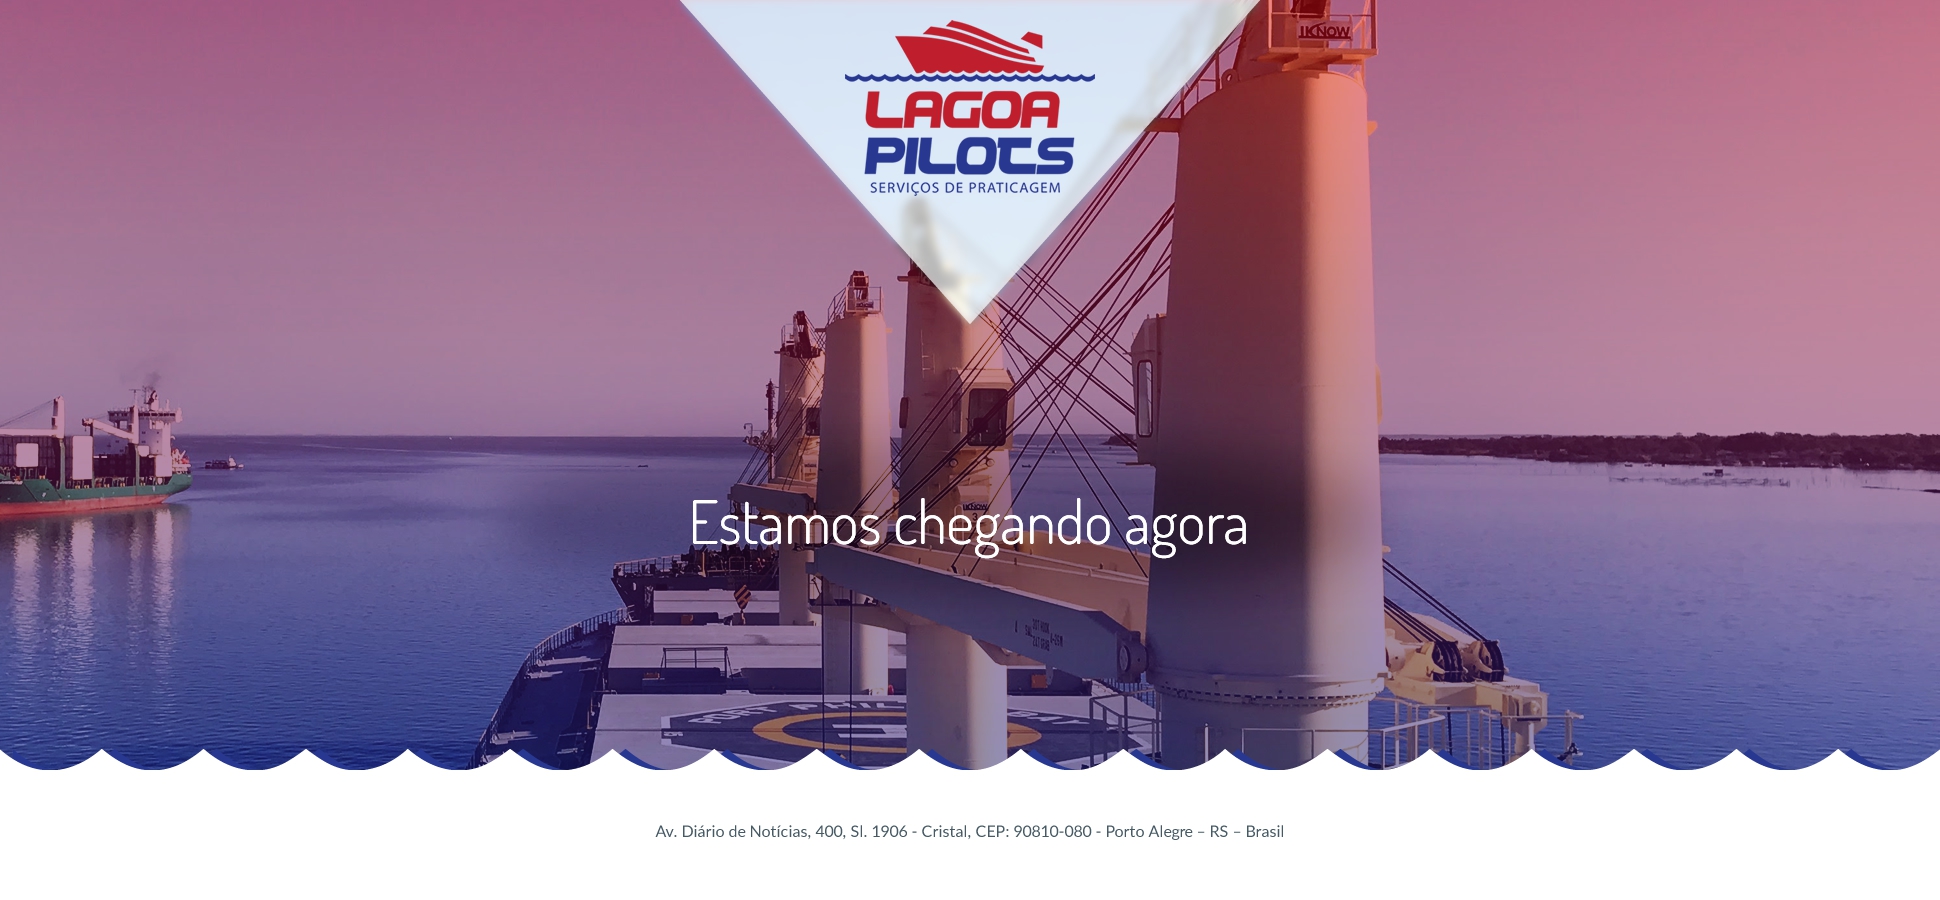 IKNOW
LAGOA
PILOTS
SERVIÇOS DE PRATICAGEM
IKNOW
Estamos chegando agora
Av. Diário de Notícias, 400, Sl. 1906 - Cristal, CEP: 90810-080 - Porto Alegre – RS – Brasil